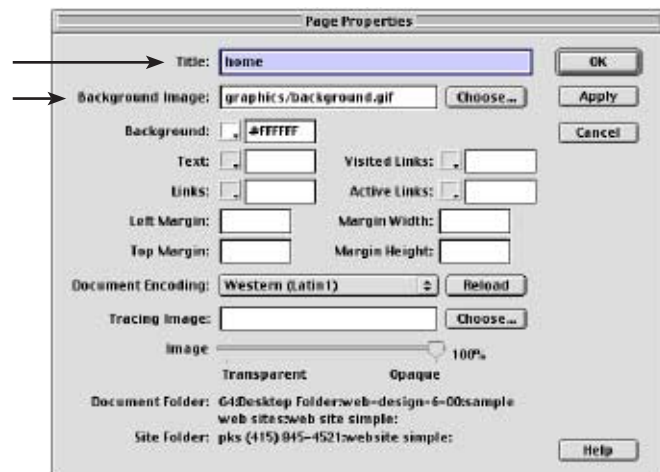 Page Properties
Title: home OK
Background Image: graphics/background.gif Choose... Apply
Background: #FFFFFF Cancel
Text: Visited Links:
Links: Active Links:
Left Margin: Margin Width:
Top Margin: Margin Height:
Document Encoding: Western (Latin1) Reload
Tracing Image: Choose...
Image 100%
Transparent Opaque
Document Folder: G4:Desktop Folder:web-design-6-00:sample
web sites:web site simple:
Site Folder: pks (415) 845-4521:website simple:
Help